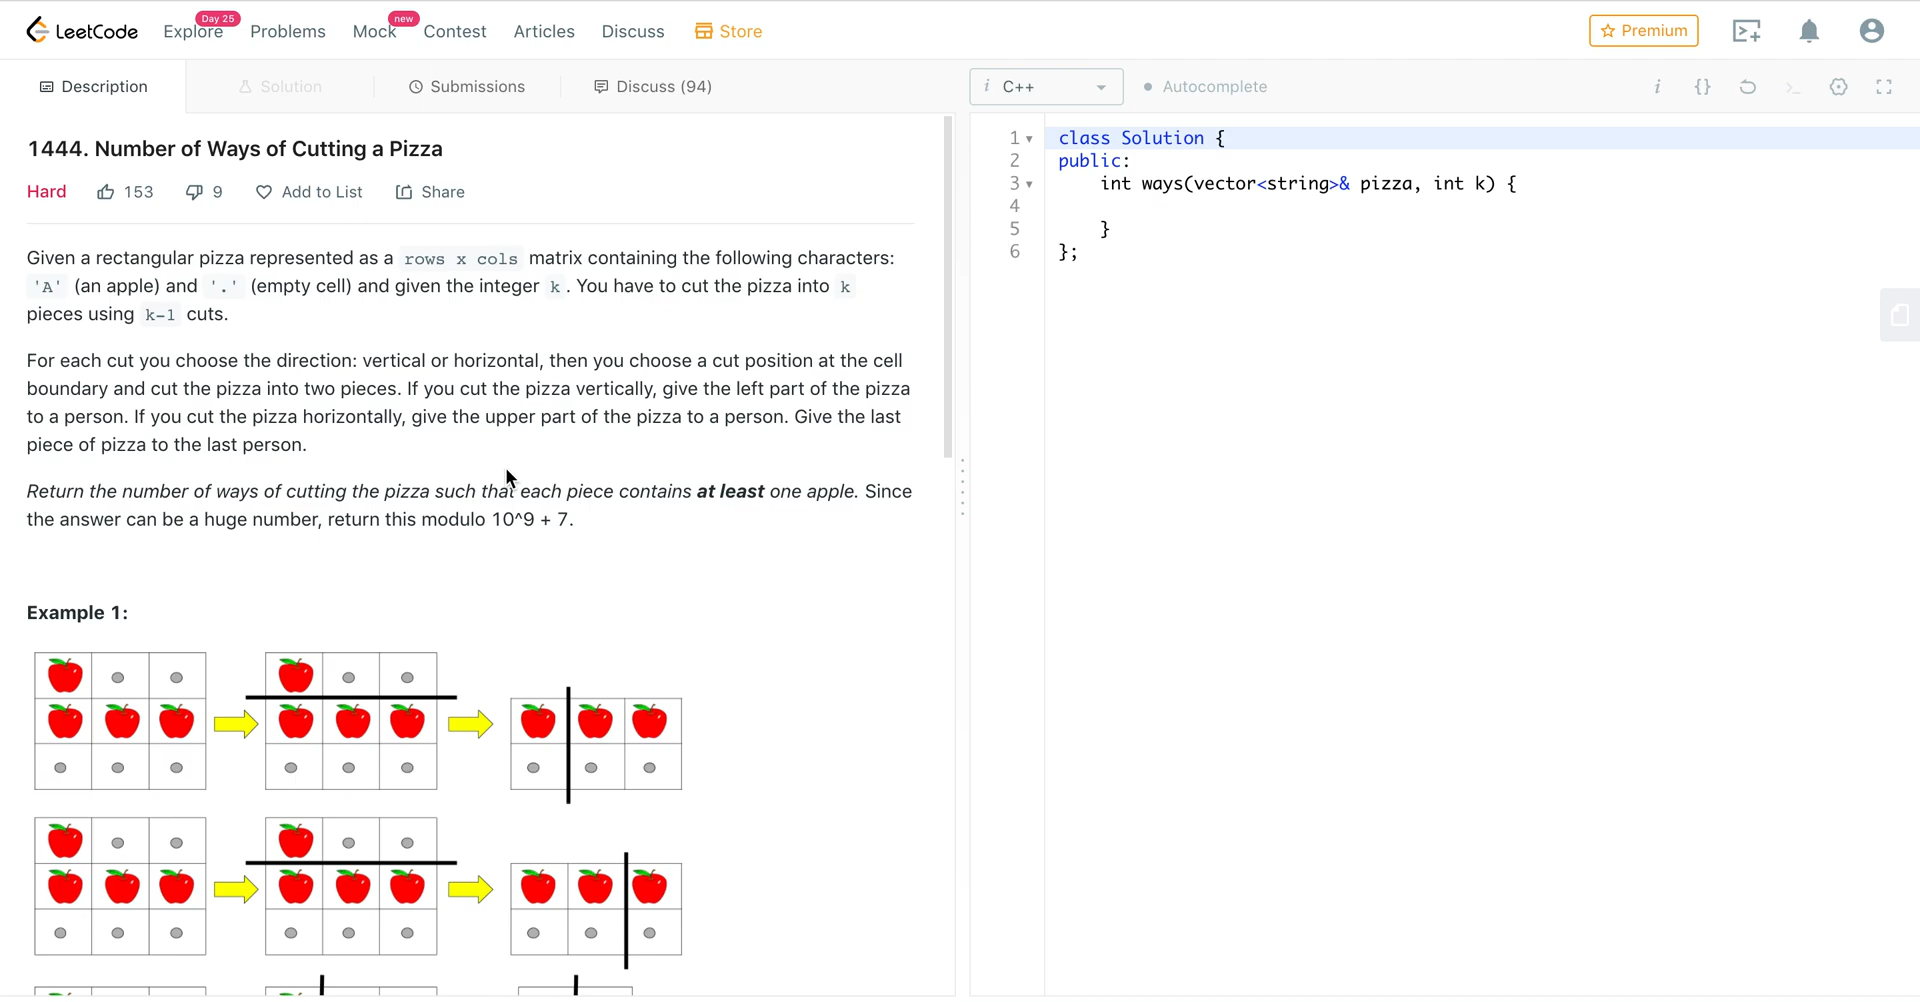 LeetCode Explore Day 25 Problems Mock new Contest Articles Discuss Store Premium
Description Solution Submissions Discuss (94)
1444. Number of Ways of Cutting a Pizza
Hard 153 9 Add to List Share
Given a rectangular pizza represented as a rows x cols matrix containing the following characters:
'A' (an apple) and '.' (empty cell) and given the integer k. You have to cut the pizza into k
pieces using k-1 cuts.
For each cut you choose the direction: vertical or horizontal, then you choose a cut position at the cell
boundary and cut the pizza into two pieces. If you cut the pizza vertically, give the left part of the pizza
to a person. If you cut the pizza horizontally, give the upper part of the pizza to a person. Give the last
piece of pizza to the last person.
Return the number of ways of cutting the pizza such that each piece contains at least one apple. Since
the answer can be a huge number, return this modulo 10^9 + 7.
Example 1:
i C++ Autocomplete i {} >_
1 class Solution {
2 public:
3 int ways(vector<string>& pizza, int k) {
4
5 }
6 };